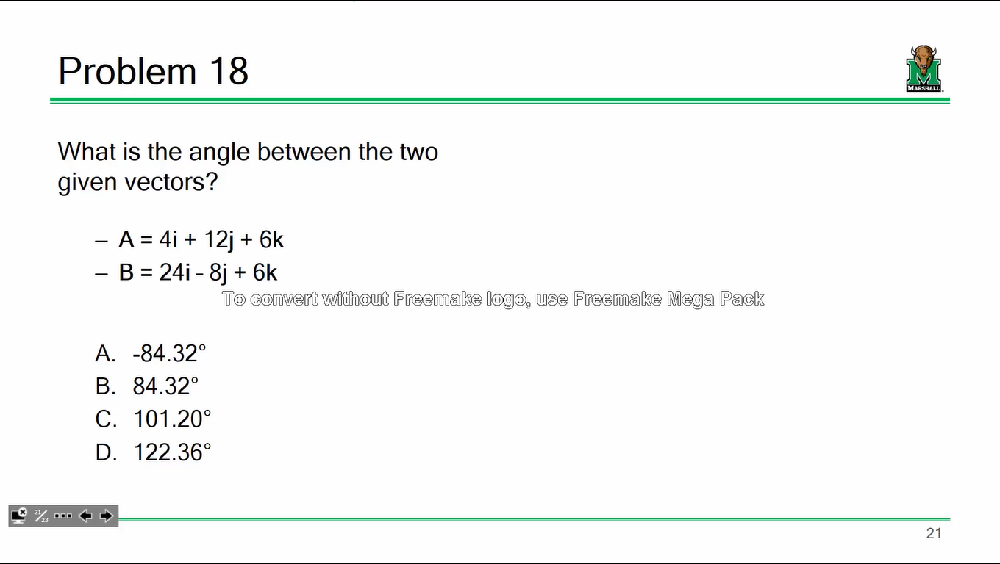 Problem 18
MARSHALL
What is the angle between the two
given vectors?
– A = 4i + 12j + 6k
– B = 24i - 8j + 6k
To convert without Freemake logo, use Freemake Mega Pack
A. -84.32°
B. 84.32°
C. 101.20°
D. 122.36°
21/23
21